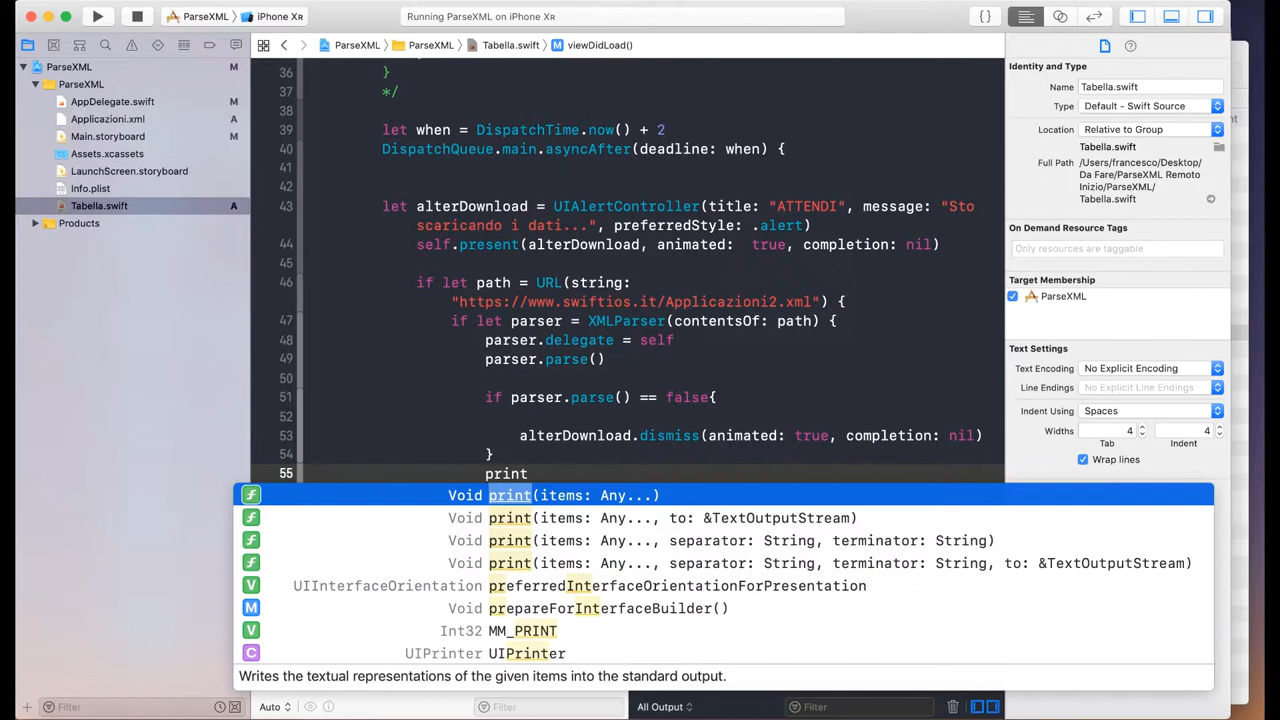 ParseXML
iPhone Xʀ
Running ParseXML on iPhone Xʀ
{ }
ParseXML
ParseXML
Tabella.swift
M
viewDidLoad()
ParseXML
M
ParseXML
AppDelegate.swift
M
Applicazioni.xml
A
Main.storyboard
M
Assets.xcassets
LaunchScreen.storyboard
Info.plist
Tabella.swift
A
Products
36 }
37 */
38
39 let when = DispatchTime.now() + 2
40 DispatchQueue.main.asyncAfter(deadline: when) {
41
42
43 let alterDownload = UIAlertController(title: "ATTENDI", message: "Sto
scaricando i dati...", preferredStyle: .alert)
44 self.present(alterDownload, animated:  true, completion: nil)
45
46 if let path = URL(string:
"https://www.swiftios.it/Applicazioni2.xml") {
47 if let parser = XMLParser(contentsOf: path) {
48 parser.delegate = self
49 parser.parse()
50
51 if parser.parse() == false{
52
53 alterDownload.dismiss(animated: true, completion: nil)
54 }
55 print
f Void print(items: Any...)
f Void print(items: Any..., to: &TextOutputStream)
f Void print(items: Any..., separator: String, terminator: String)
f Void print(items: Any..., separator: String, terminator: String, to: &TextOutputStream)
V UIInterfaceOrientation preferredInterfaceOrientationForPresentation
M Void prepareForInterfaceBuilder()
V Int32 MM_PRINT
C UIPrinter UIPrinter
Writes the textual representations of the given items into the standard output.
Identity and Type
Name Tabella.swift
Type Default - Swift Source
Location Relative to Group
Tabella.swift
Full Path /Users/francesco/Desktop/
Da Fare/ParseXML Remoto
Inizio/ParseXML/
Tabella.swift
On Demand Resource Tags
Only resources are taggable
Target Membership
ParseXML
Text Settings
Text Encoding No Explicit Encoding
Line Endings No Explicit Line Endings
Indent Using Spaces
Widths 4 4
Tab Indent
Wrap lines
Filter
Auto
Filter
All Output
Filter